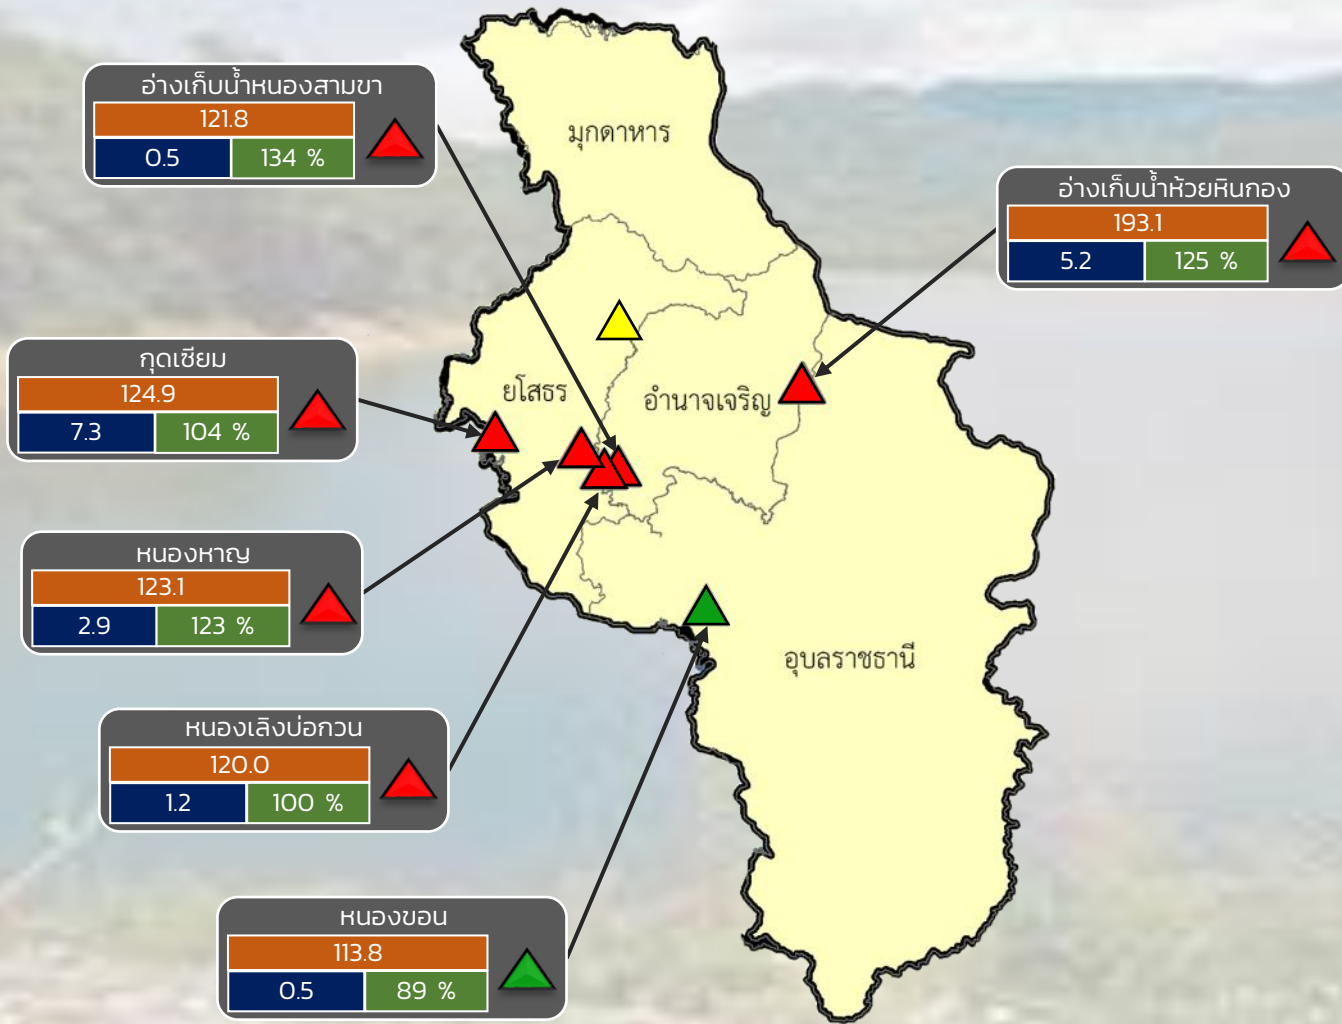 อ่างเก็บน้ำหนองสามขา
121.8
0.5 134 %
มุกดาหาร
อ่างเก็บน้ำห้วยหินกอง
193.1
5.2 125 %
กุดเซียม
124.9
7.3 104 %
ยโสธร
อำนาจเจริญ
หนองหาญ
123.1
2.9 123 %
อุบลราชธานี
หนองเลิงบ่อกวน
120.0
1.2 100 %
หนองขอน
113.8
0.5 89 %